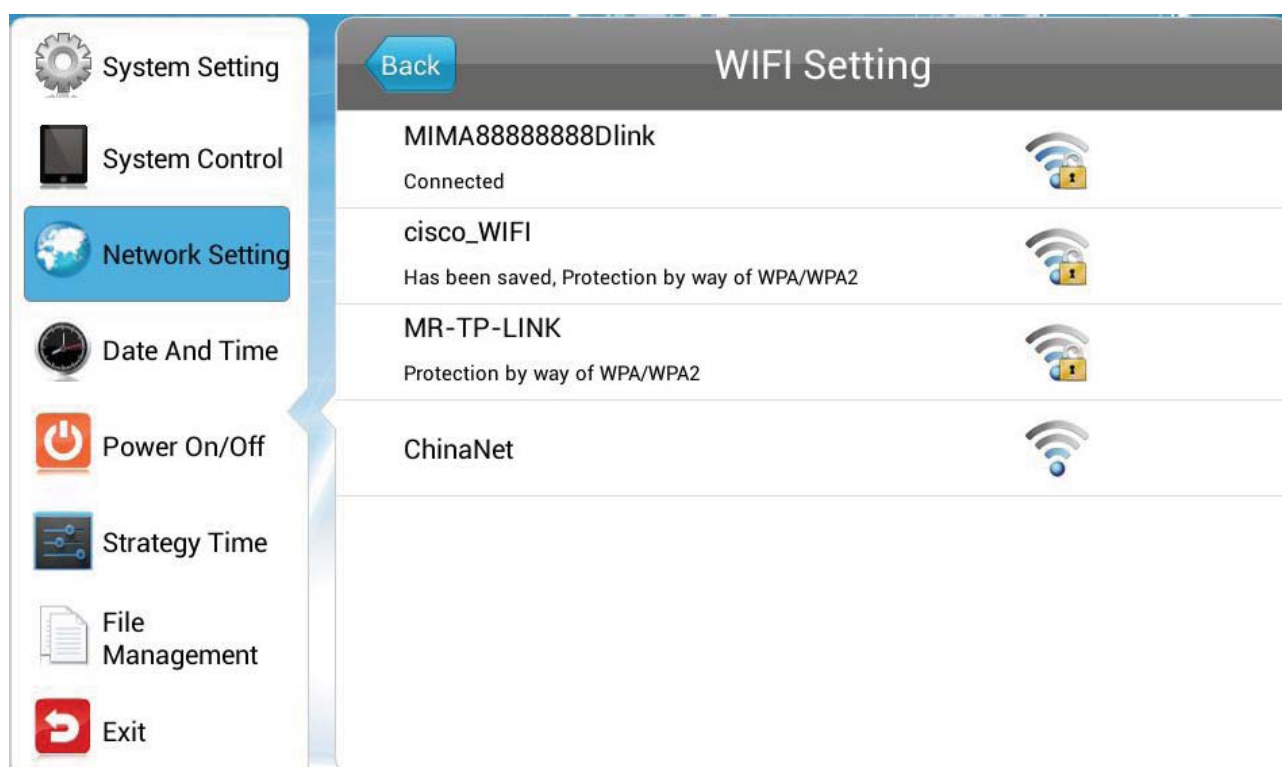 System Setting
System Control
Network Setting
Date And Time
Power On/Off
Strategy Time
File
Management
Exit
Back
WIFI Setting
MIMA88888888Dlink
Connected
cisco_WIFI
Has been saved, Protection by way of WPA/WPA2
MR-TP-LINK
Protection by way of WPA/WPA2
ChinaNet